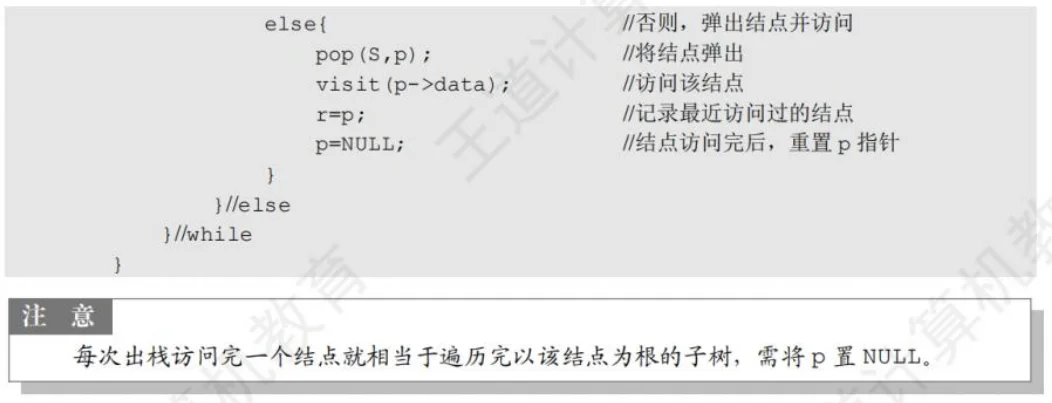 else{ //否则，弹出结点并访问
pop(S,p); //将结点弹出
visit(p->data); //访问该结点
r=p; //记录最近访问过的结点
p=NULL; //结点访问完后，重置 p 指针
}
}//else
}//while
}
注 意
每次出栈访问完一个结点就相当于遍历完以该结点为根的子树，需将 p 置 NULL。
王道计算
机教育
计算机教